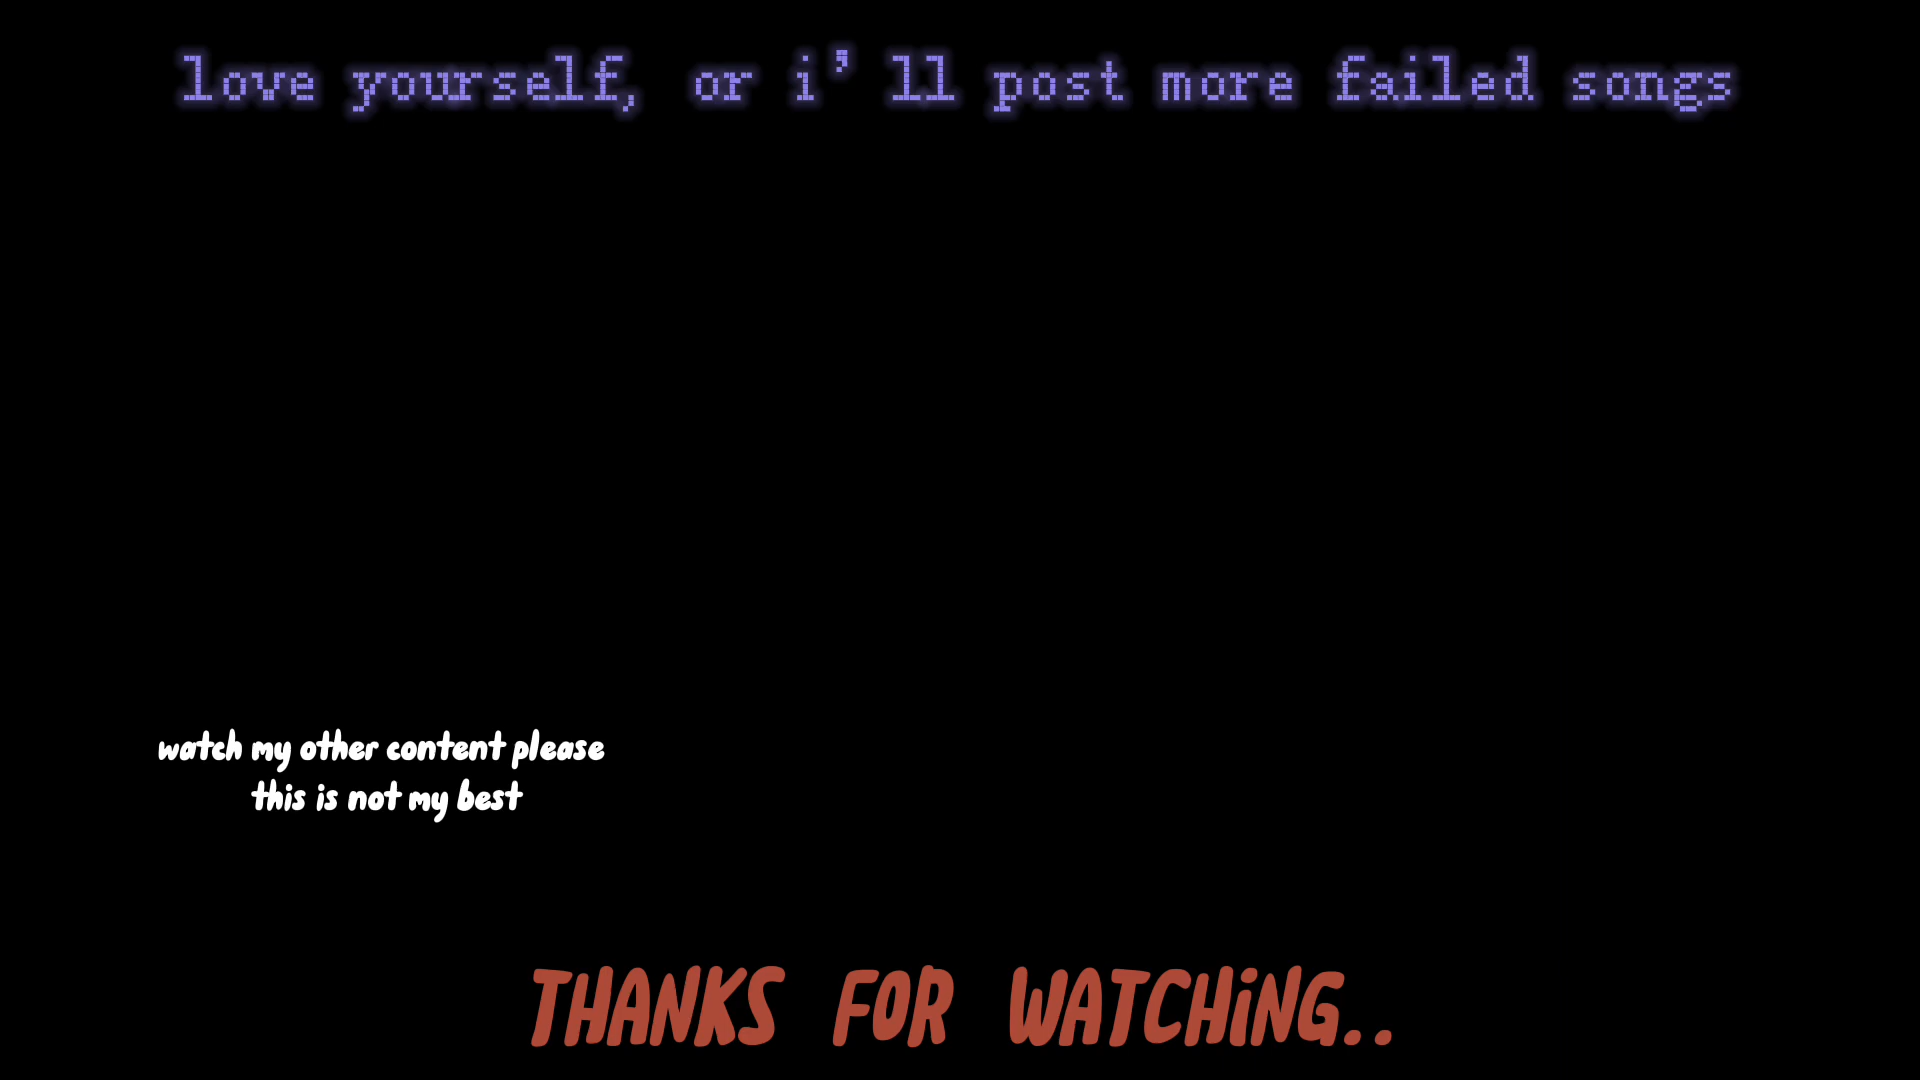 love yourself, or i'll post more failed songs
watch my other content please
this is not my best
THANKS FOR WATCHiNG..